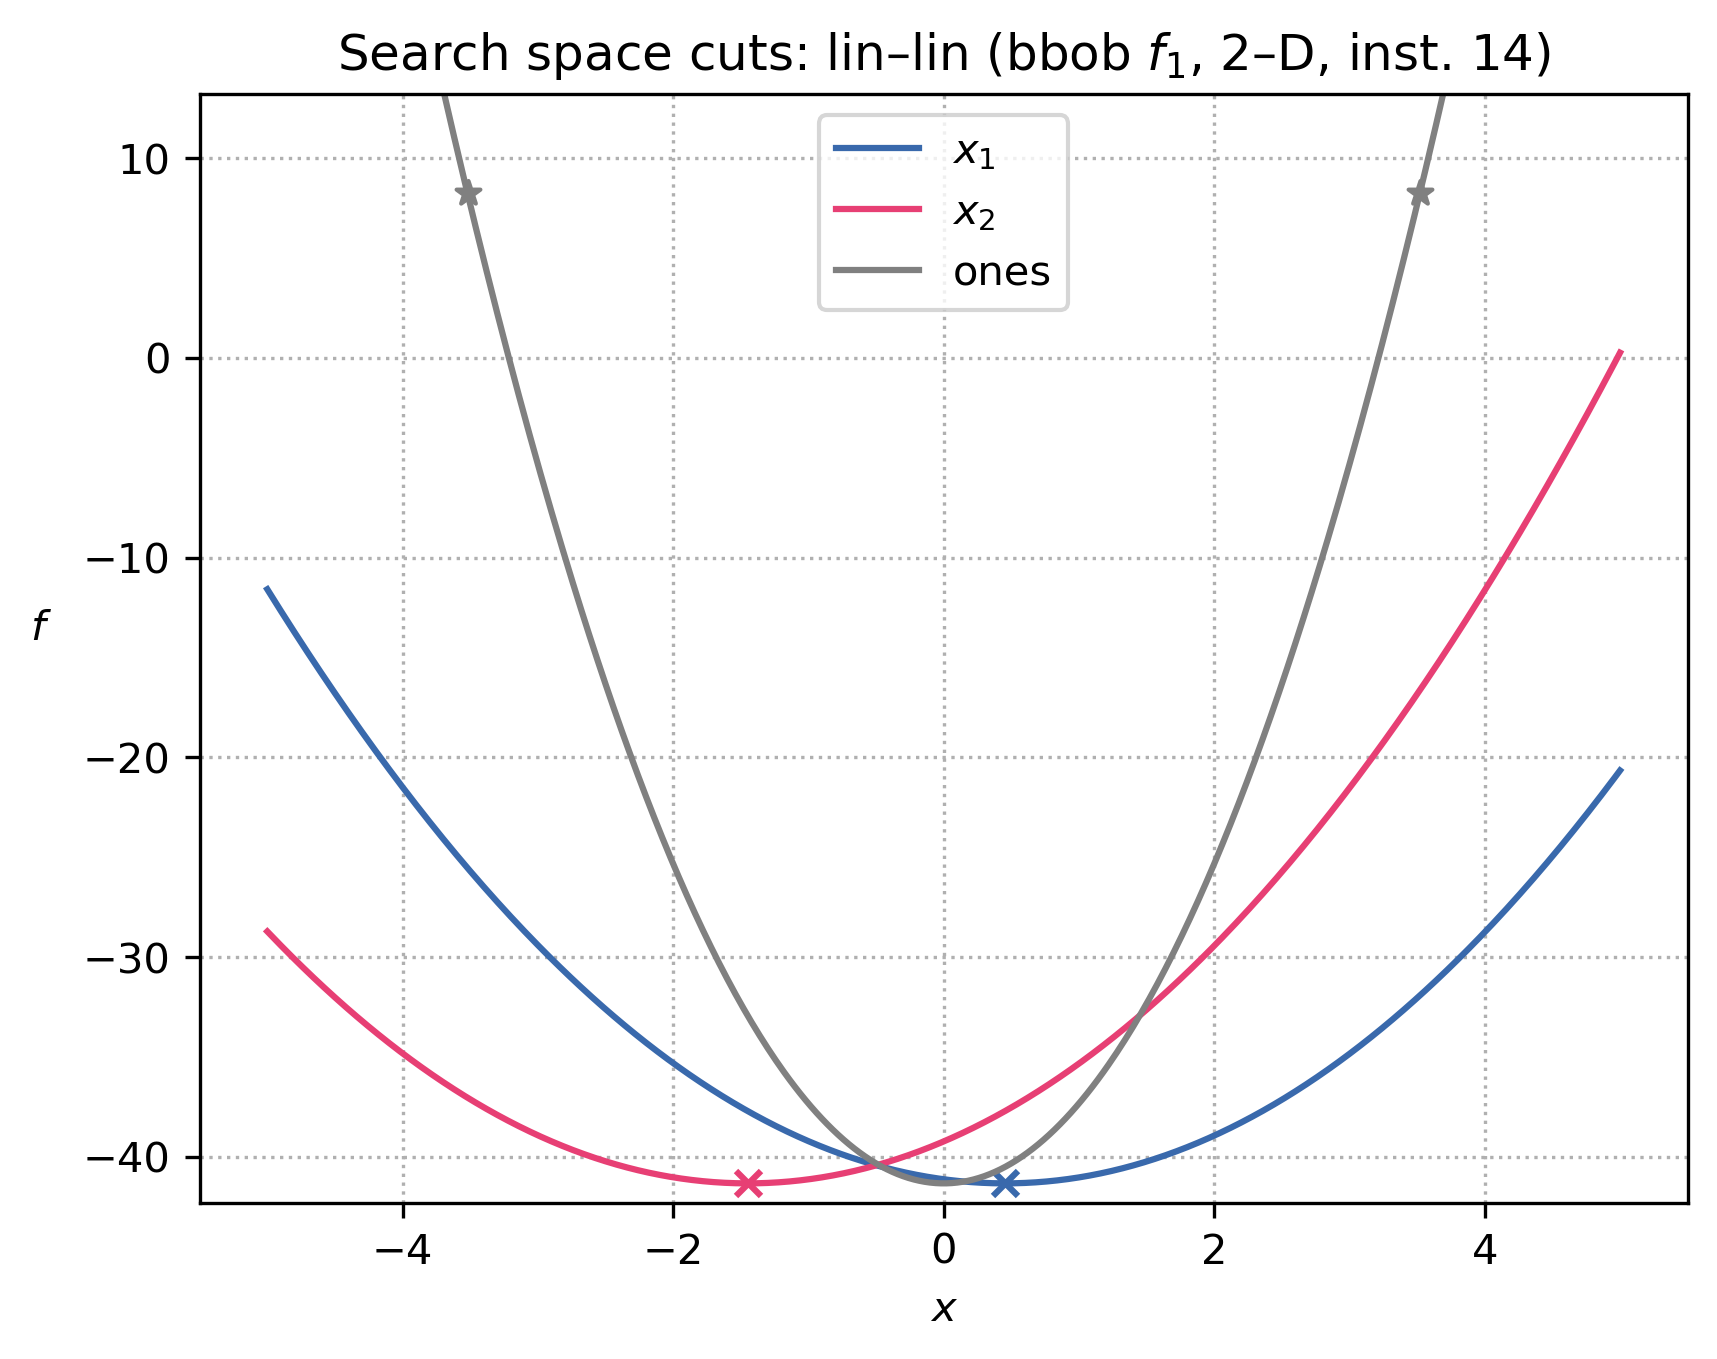 Search space cuts: lin–lin (bbob f₁, 2–D, inst. 14)
x₁
x₂
ones
10
0
−10
−20
−30
−40
f
−4 −2 0 2 4
x